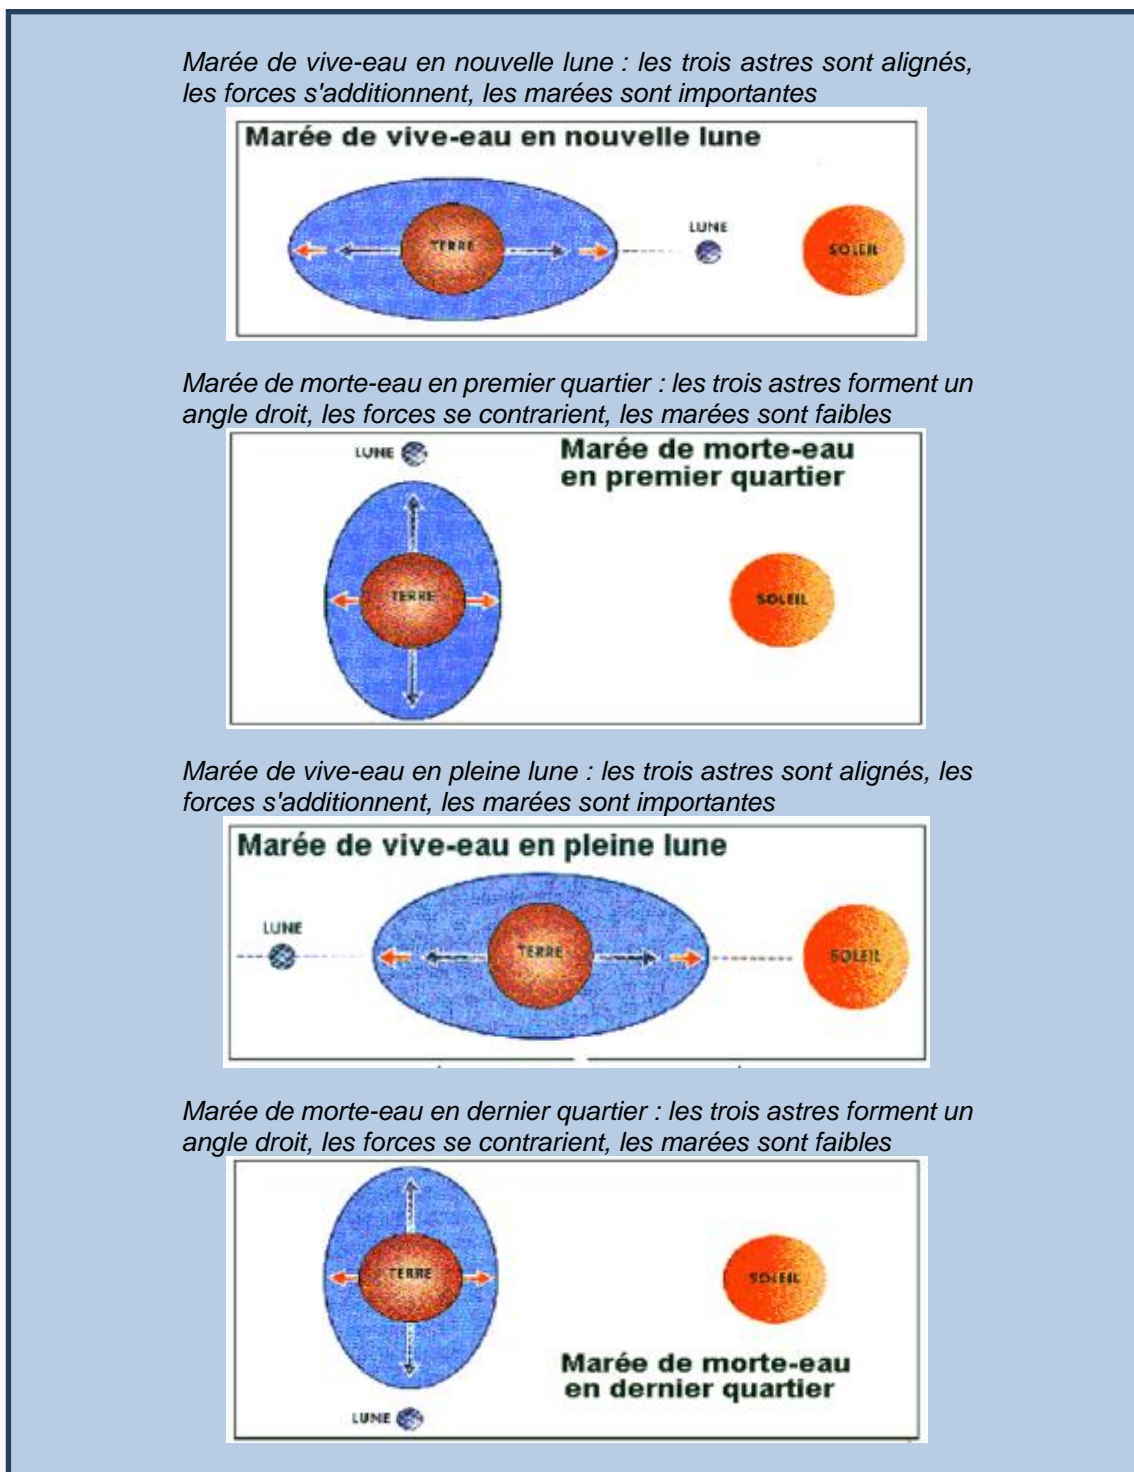 Marée de vive-eau en nouvelle lune : les trois astres sont alignés,
les forces s'additionnent, les marées sont importantes
Marée de vive-eau en nouvelle lune
TERRE
LUNE
SOLEIL
Marée de morte-eau en premier quartier : les trois astres forment un
angle droit, les forces se contrarient, les marées sont faibles
LUNE
Marée de morte-eau
en premier quartier
TERRE
SOLEIL
Marée de vive-eau en pleine lune : les trois astres sont alignés, les
forces s'additionnent, les marées sont importantes
Marée de vive-eau en pleine lune
LUNE
TERRE
SOLEIL
Marée de morte-eau en dernier quartier : les trois astres forment un
angle droit, les forces se contrarient, les marées sont faibles
TERRE
SOLEIL
Marée de morte-eau
en dernier quartier
LUNE